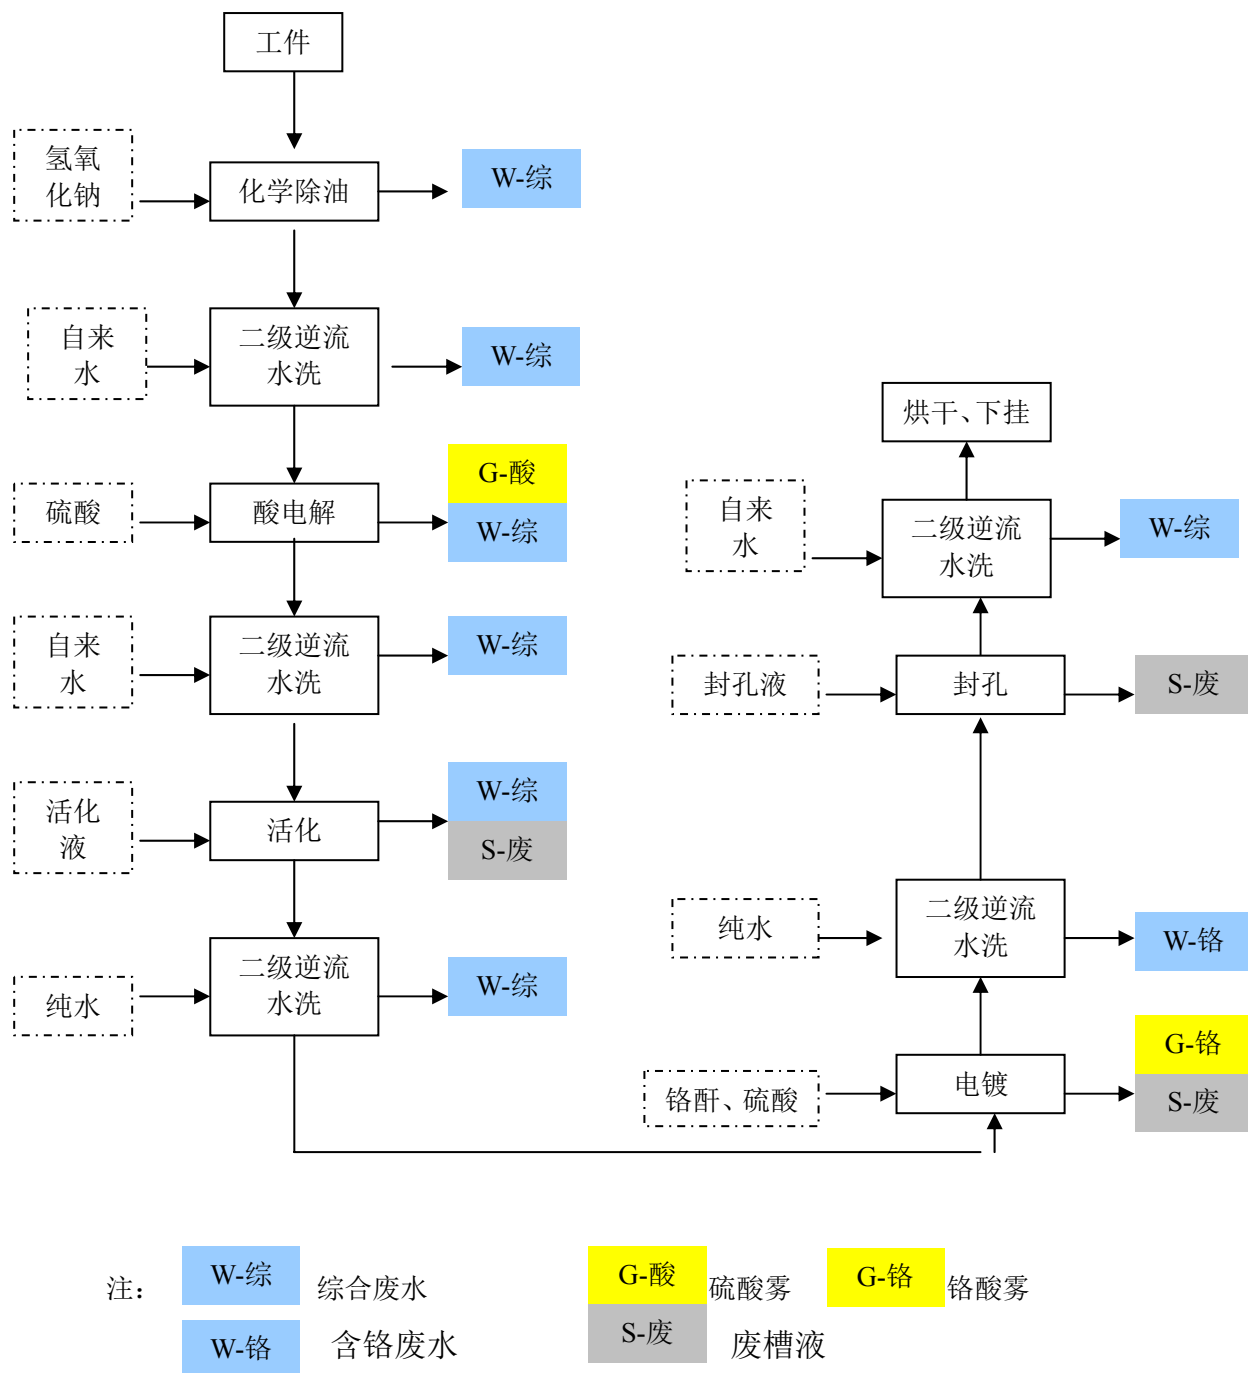 工件
氢氧
化钠
化学除油
W-综
自来
水
二级逆流
水洗
W-综
硫酸
酸电解
G-酸
W-综
自来
水
二级逆流
水洗
W-综
活化
液
活化
W-综
S-废
纯水
二级逆流
水洗
W-综
烘干、下挂
自来
水
二级逆流
水洗
W-综
封孔液
封孔
S-废
纯水
二级逆流
水洗
W-铬
铬酐、硫酸
电镀
G-铬
S-废
注：
W-综 综合废水
G-酸 硫酸雾
G-铬 铬酸雾
W-铬 含铬废水
S-废 废槽液